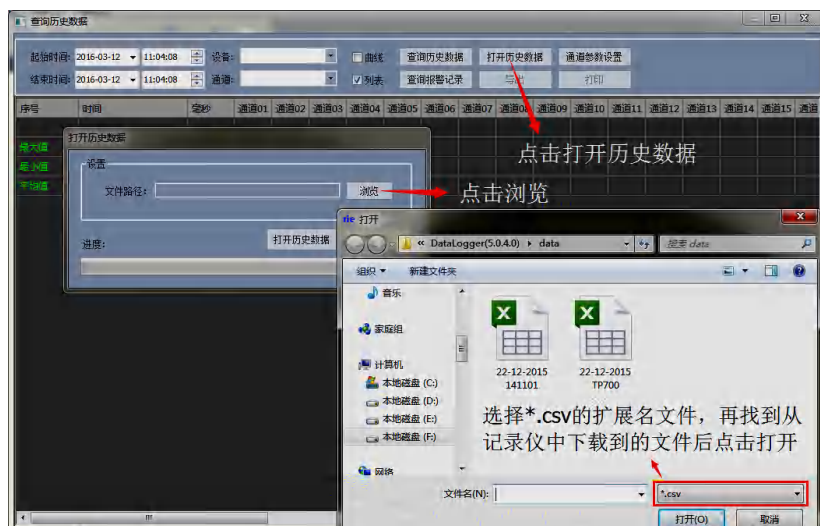 查询历史数据
起始时间: 2016-03-12 11:04:08 设备: 曲线 查询历史数据 打开历史数据 通道参数设置
结束时间: 2016-03-12 11:04:08 通道: 列表 查询报警记录 导出 打印
序号 时间 毫秒 通道01 通道02 通道03 通道04 通道05 通道06 通道07 通道08 通道09 通道10 通道11 通道12 通道13 通道14 通道15 通道
最大值
最小值
平均值
打开历史数据
设置
文件路径: 浏览
进度: 打开历史数据
点击打开历史数据
点击浏览
打开
« DataLogger(5.0.4.0) data 搜索 data
组织 新建文件夹
音乐
家庭组
计算机
本地磁盘 (C:)
本地磁盘 (D:)
本地磁盘 (E:)
本地磁盘 (F:)
网络
22-12-2015
141101
22-12-2015
TP700
选择*.csv的扩展名文件，再找到从
记录仪中下载到的文件后点击打开
文件名(N): *.csv
打开(O) 取消